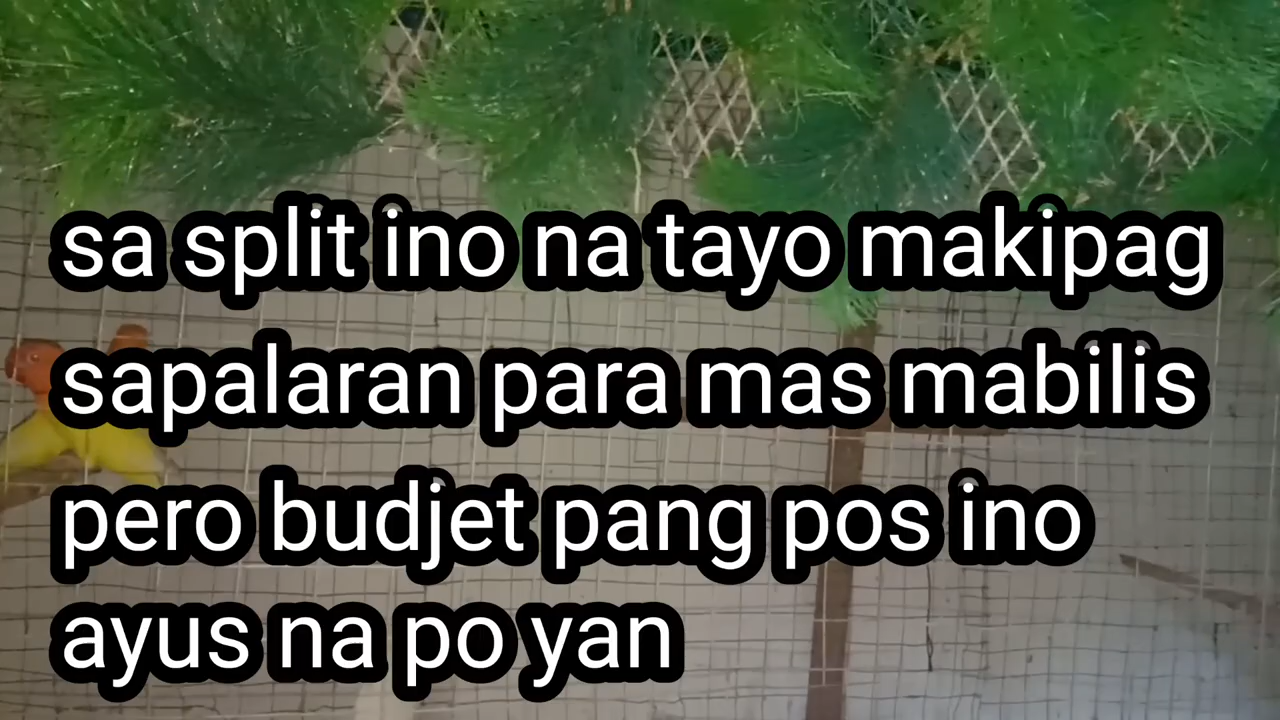 sa split ino na tayo makipag
sapalaran para mas mabilis
pero budjet pang pos ino
ayus na po yan